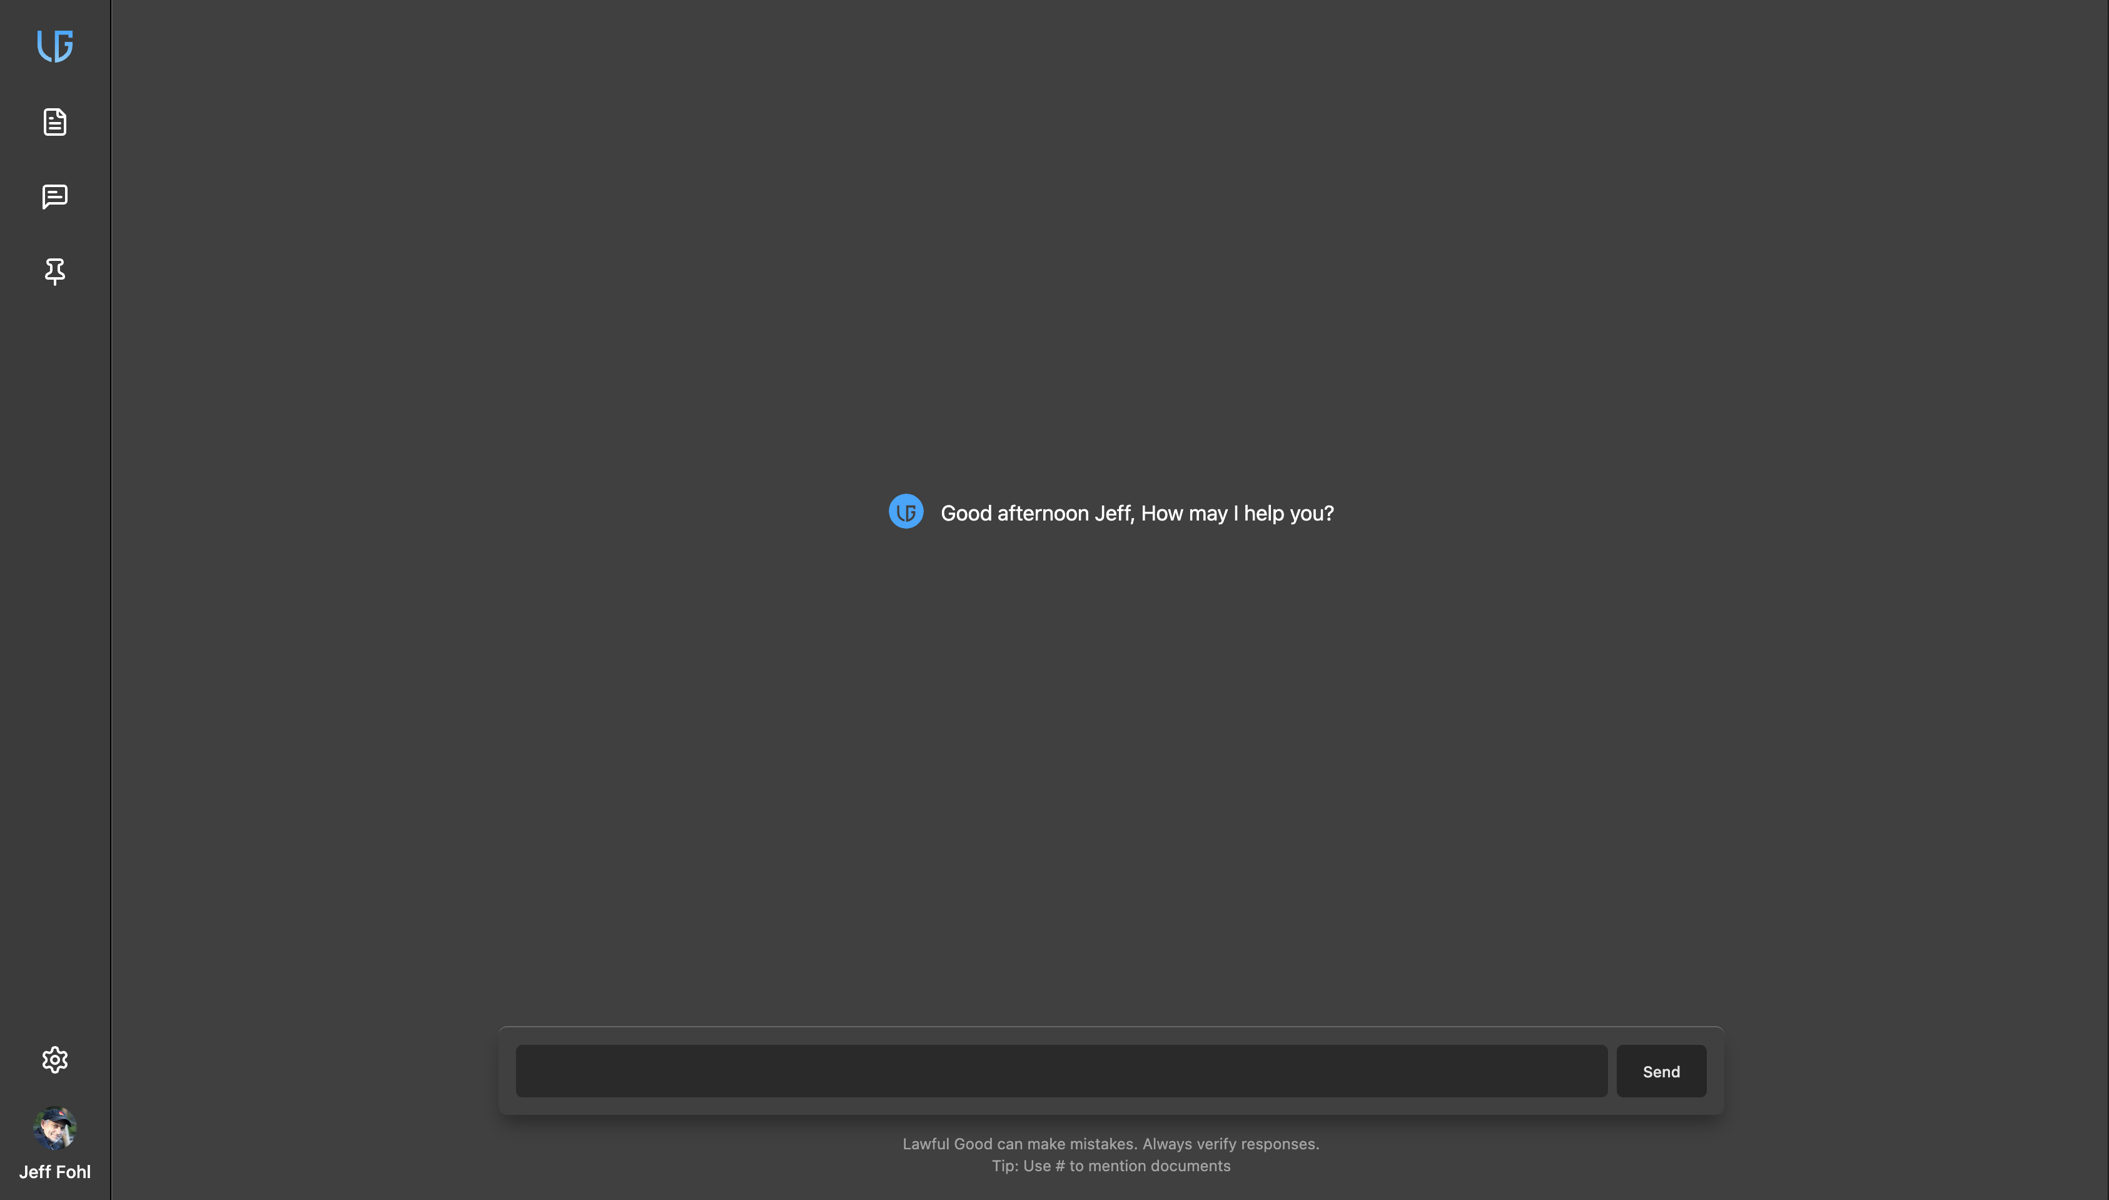 Good afternoon Jeff, How may I help you?
Send
Lawful Good can make mistakes. Always verify responses.
Tip: Use # to mention documents
Jeff Fohl